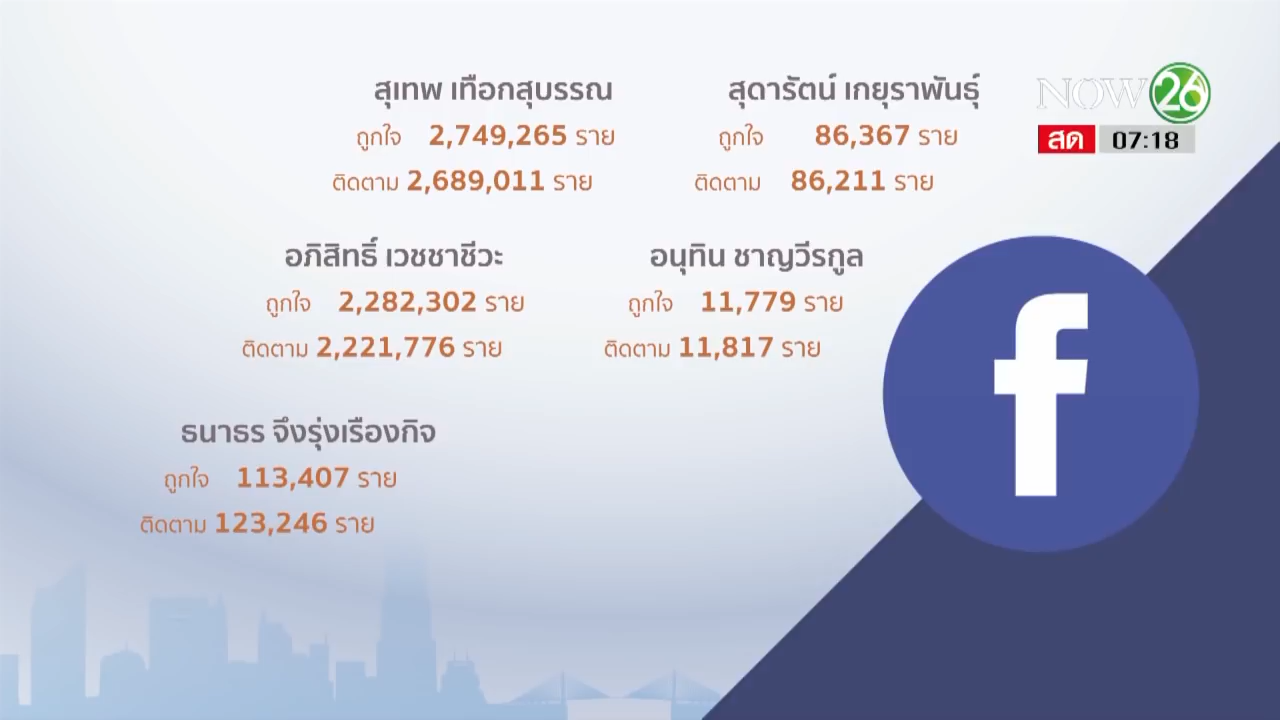 สุเทพ เทือกสุบรรณ
ถูกใจ 2,749,265 ราย
ติดตาม 2,689,011 ราย
สุดารัตน์ เกยุราพันธุ์
ถูกใจ 86,367 ราย
ติดตาม 86,211 ราย
NOW 26
สด 07:18
อภิสิทธิ์ เวชชาชีวะ
ถูกใจ 2,282,302 ราย
ติดตาม 2,221,776 ราย
อนุทิน ชาญวีรกูล
ถูกใจ 11,779 ราย
ติดตาม 11,817 ราย
ธนาธร จึงรุ่งเรืองกิจ
ถูกใจ 113,407 ราย
ติดตาม 123,246 ราย
f